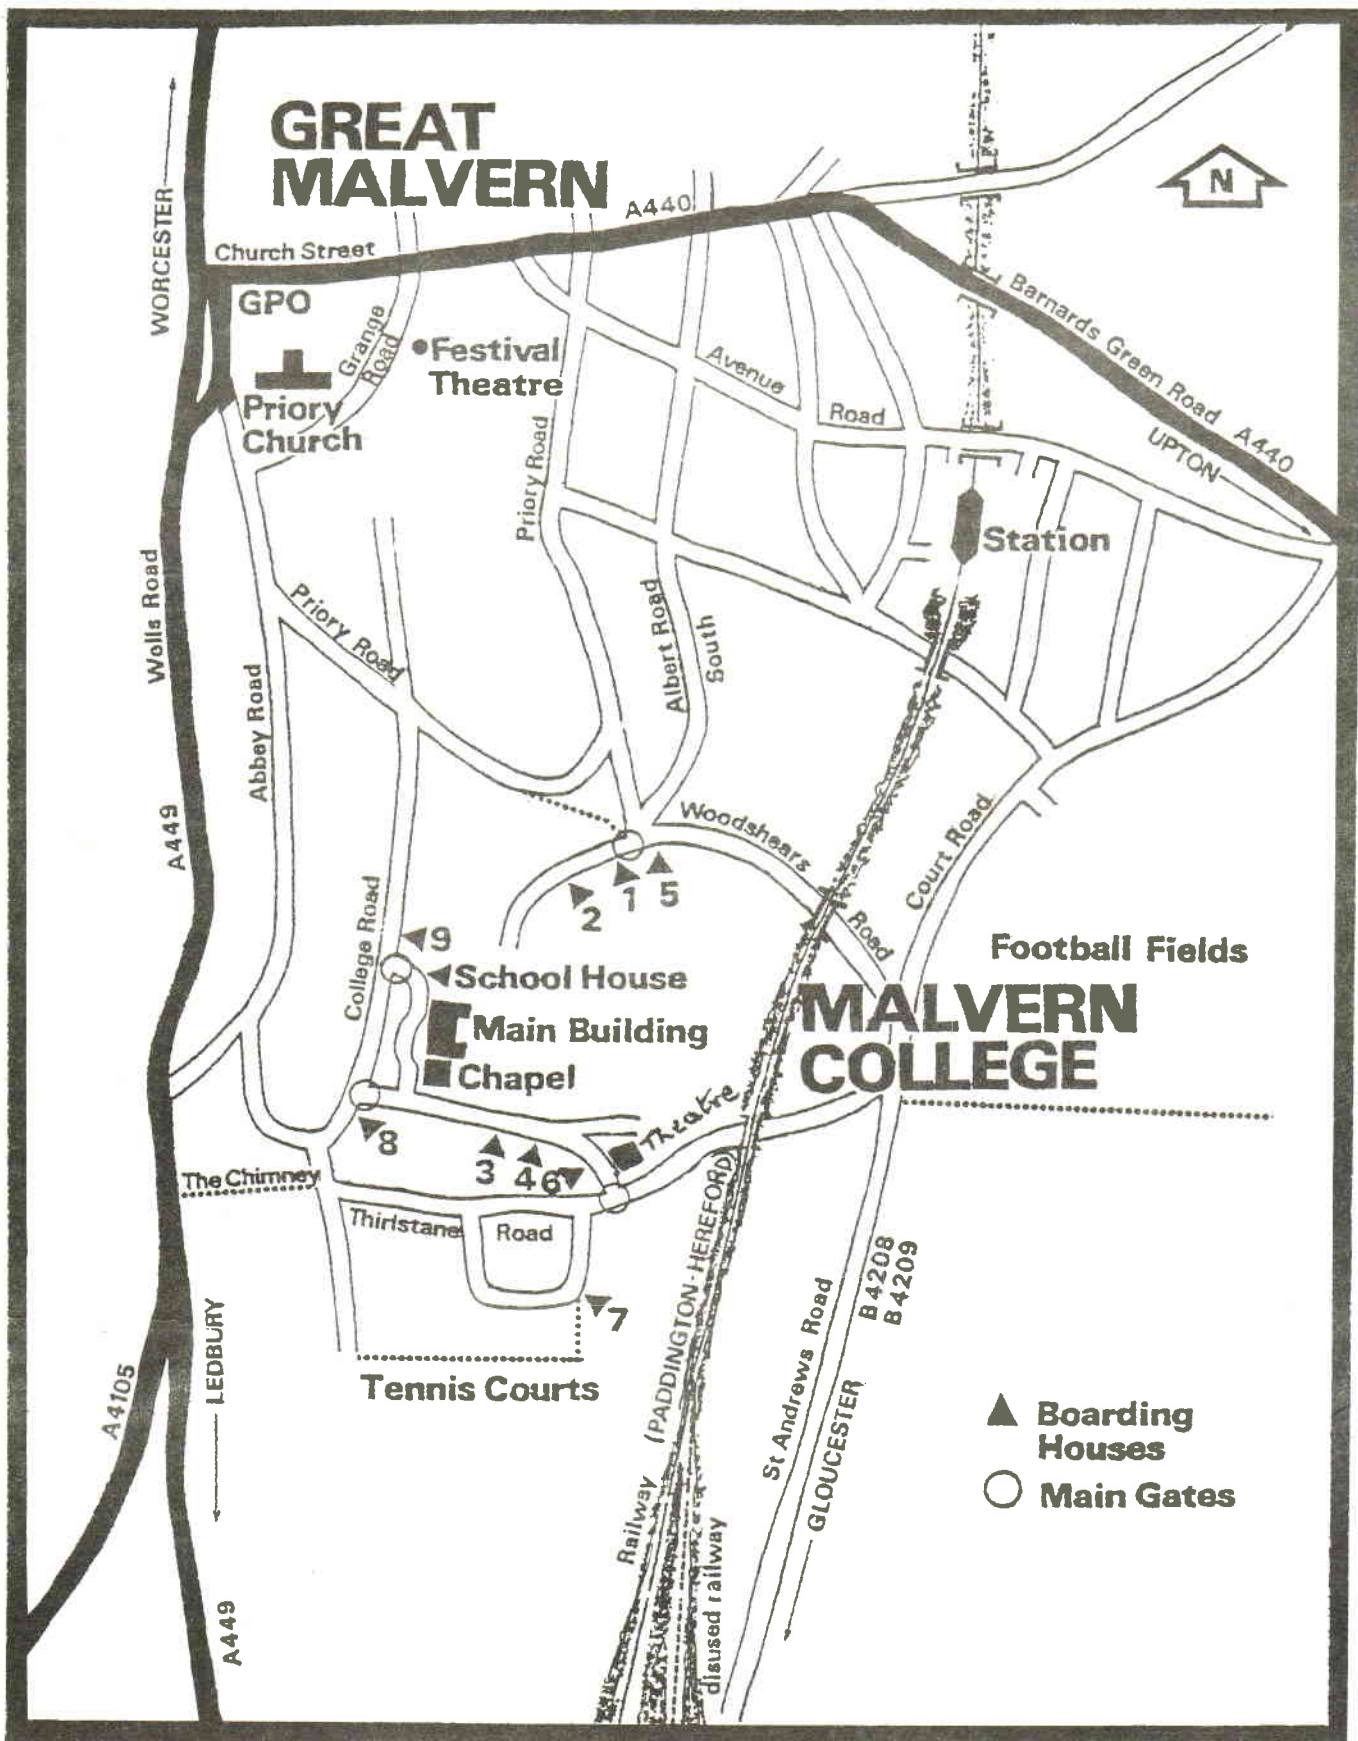 GREAT
MALVERN
WORCESTER
Church Street
A440
N
GPO
Grange
Road
Festival
Theatre
Priory
Church
Barnards Green Road A440
UPTON
Avenue
Road
Priory Road
Station
Wolls Road
Priory Road
Albert Road
South
Abbey Road
A449
Woodshears
Road
Court Road
1
5
2
College Road
9
School House
Main Building
Chapel
Football Fields
MALVERN
COLLEGE
Theatre
8
3
4
6
The Chimney
Thirlstane
Road
7
Tennis Courts
LEDBURY
A4105
A449
Railway (PADDINGTON-HEREFORD)
disused railway
St Andrews Road
B4208
B4209
GLOUCESTER
Boarding
Houses
Main Gates